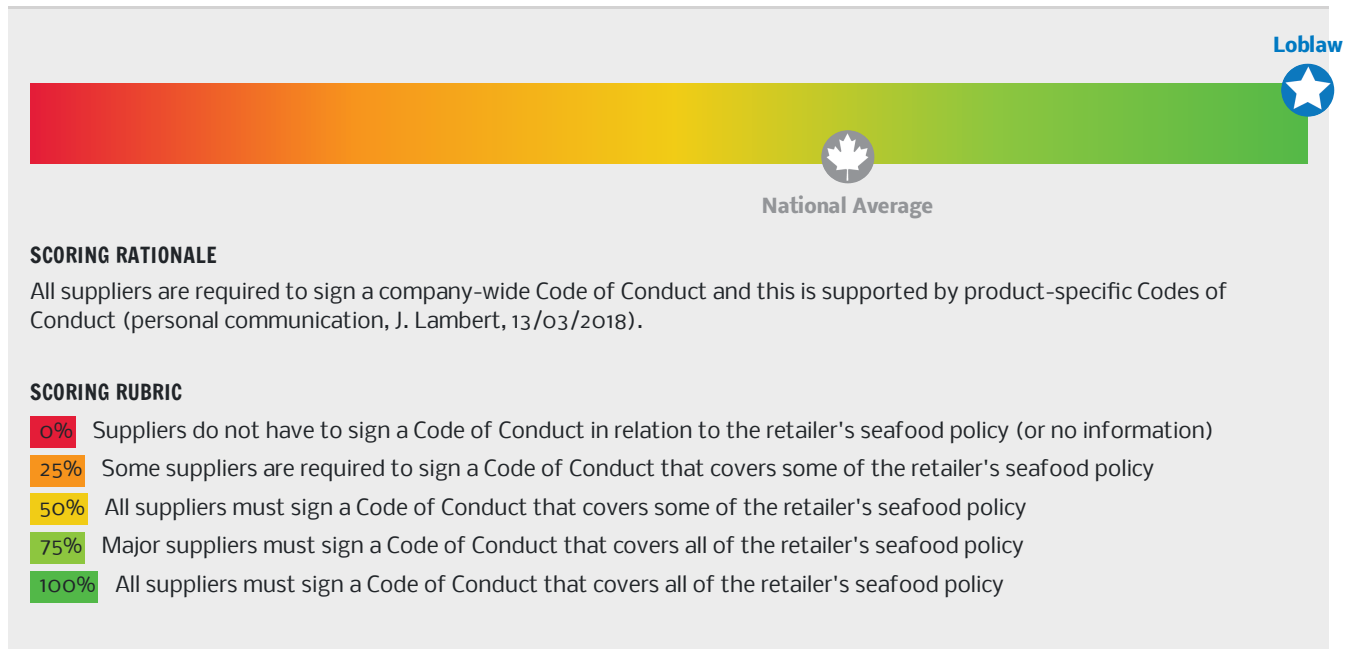 Loblaw
National Average
SCORING RATIONALE
All suppliers are required to sign a company-wide Code of Conduct and this is supported by product-specific Codes of
Conduct (personal communication, J. Lambert, 13/03/2018).
SCORING RUBRIC
0% Suppliers do not have to sign a Code of Conduct in relation to the retailer's seafood policy (or no information)
25% Some suppliers are required to sign a Code of Conduct that covers some of the retailer's seafood policy
50% All suppliers must sign a Code of Conduct that covers some of the retailer's seafood policy
75% Major suppliers must sign a Code of Conduct that covers all of the retailer's seafood policy
100% All suppliers must sign a Code of Conduct that covers all of the retailer's seafood policy